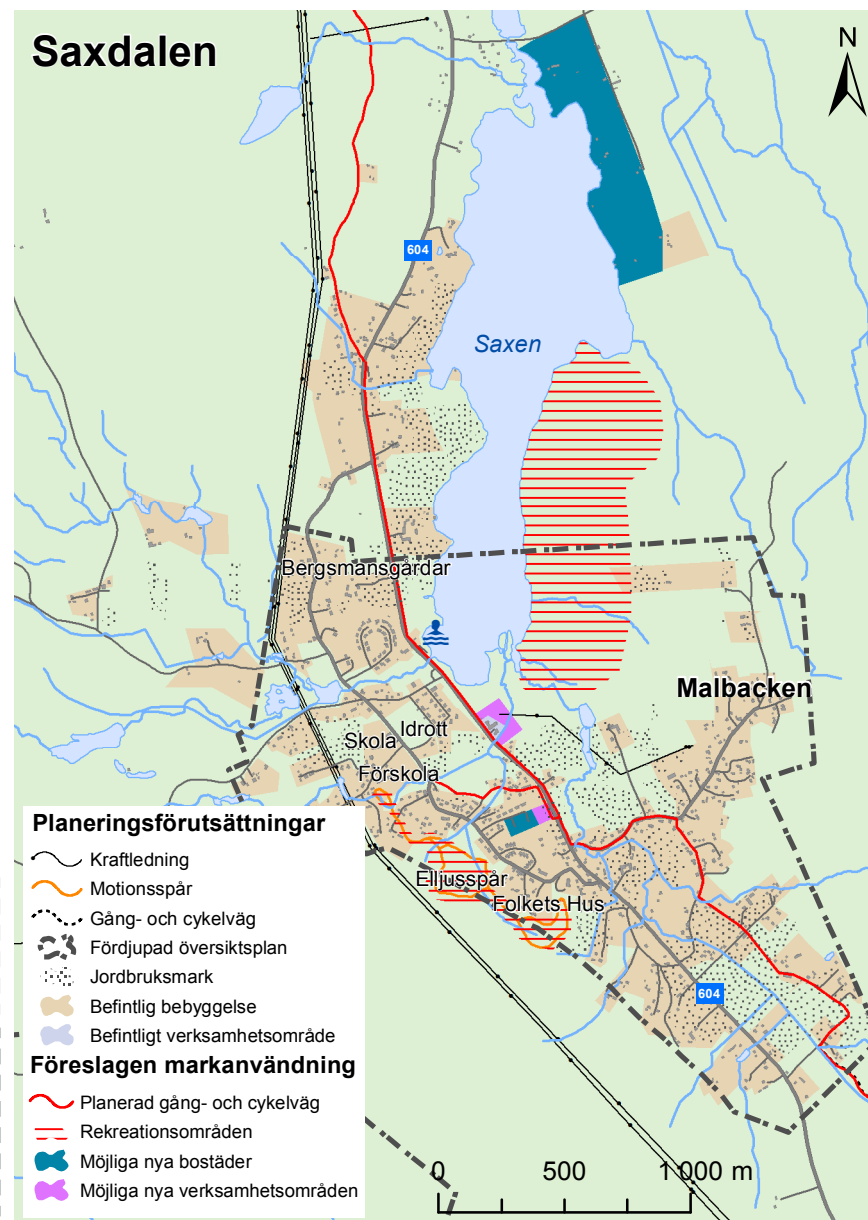 Saxdalen
N
604
Saxen
Bergsmansgårdar
Malbacken
Idrott
Skola
Förskola
Elljusspår
Folkets Hus
604
Planeringsförutsättningar
Kraftledning
Motionsspår
Gång- och cykelväg
Fördjupad översiktsplan
Jordbruksmark
Befintlig bebyggelse
Befintligt verksamhetsområde
Föreslagen markanvändning
Planerad gång- och cykelväg
Rekreationsområden
Möjliga nya bostäder
Möjliga nya verksamhetsområden
0 500 1 000 m